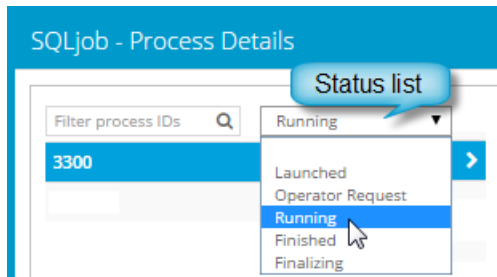 SQLjob - Process Details
Status list
Filter process IDs
Running
3300
Launched
Operator Request
Running
Finished
Finalizing